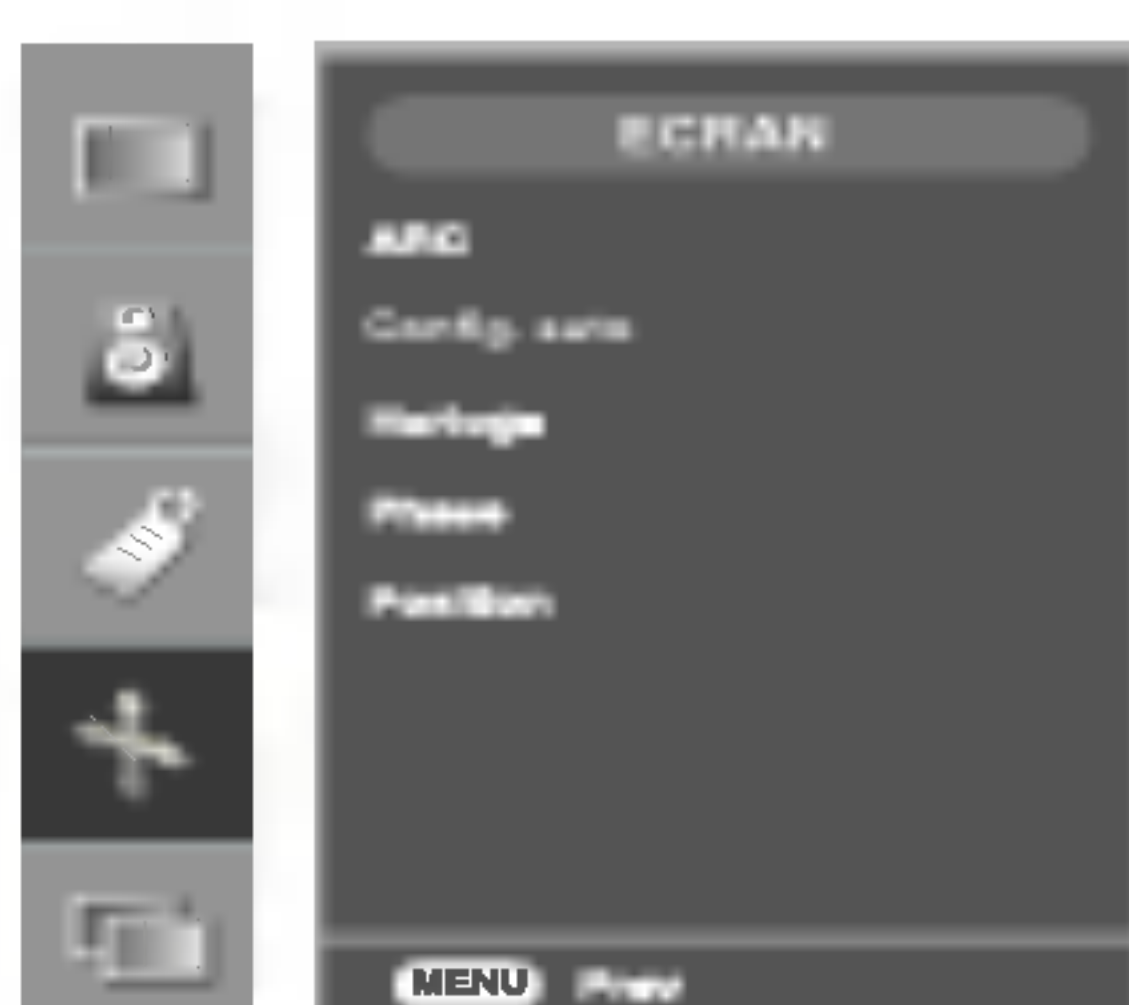 ECRAN
ARC
Config. auto
Horloge
Phase
Position
MENU Prev